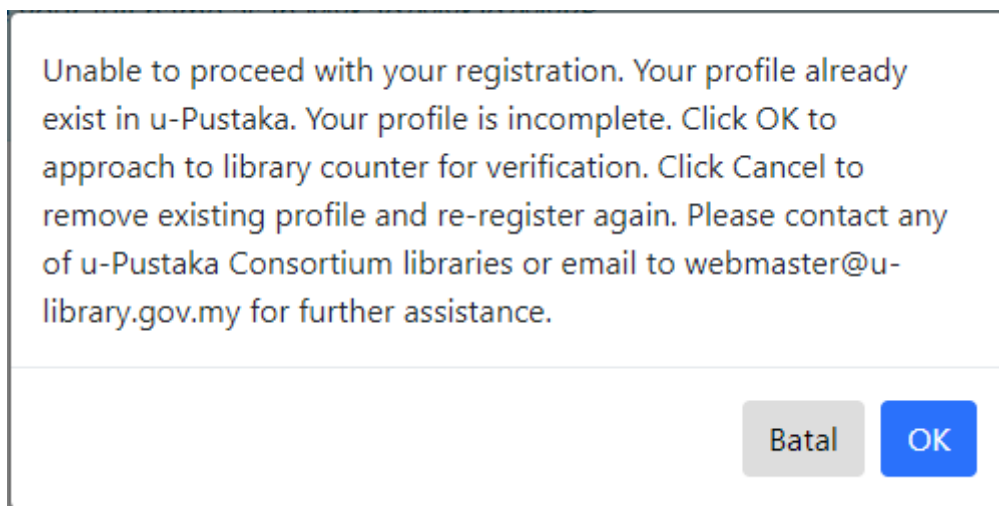 Unable to proceed with your registration. Your profile already
exist in u-Pustaka. Your profile is incomplete. Click OK to
approach to library counter for verification. Click Cancel to
remove existing profile and re-register again. Please contact any
of u-Pustaka Consortium libraries or email to webmaster@u-
library.gov.my for further assistance.
Batal
OK